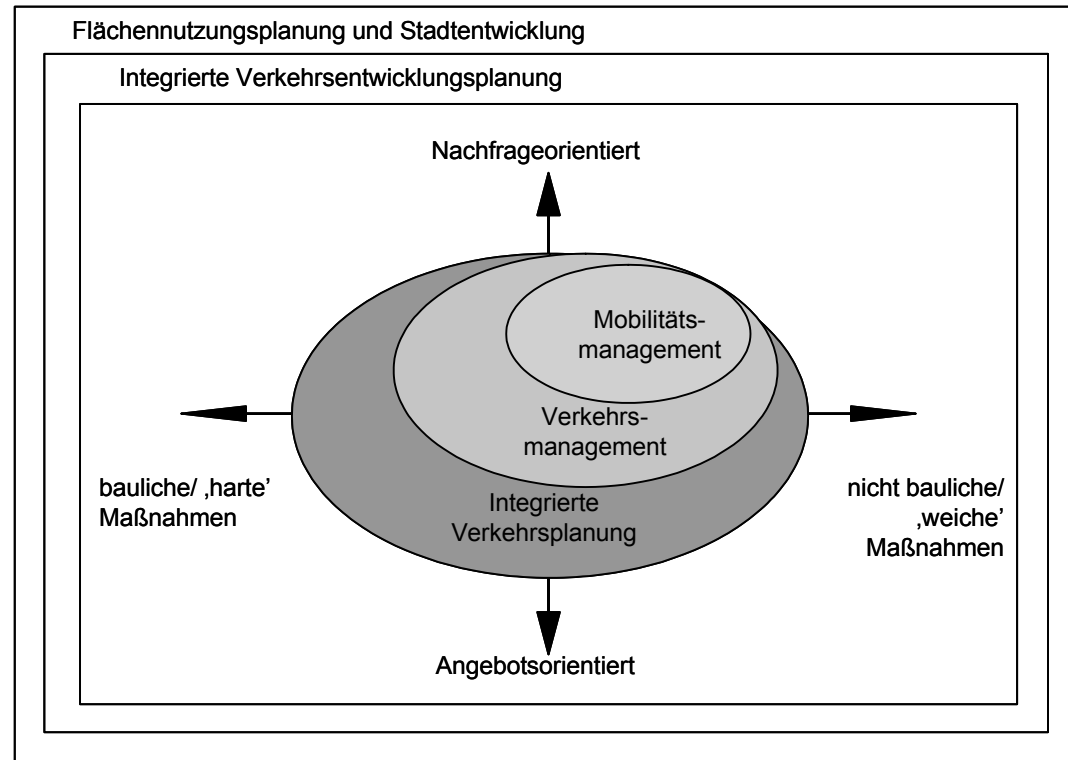 Flächennutzungsplanung und Stadtentwicklung
Integrierte Verkehrsentwicklungsplanung
Nachfrageorientiert
Mobilitäts-
management
Verkehrs-
management
Integrierte
Verkehrsplanung
bauliche/ ‚harte’
Maßnahmen
nicht bauliche/
‚weiche’
Maßnahmen
Angebotsorientiert